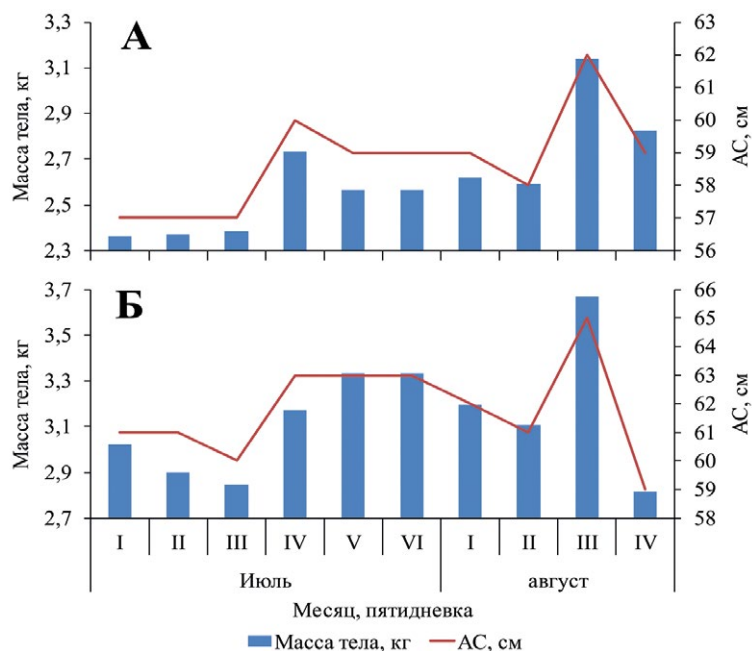 А
Масса тела, кг
3,3
3,1
2,9
2,7
2,5
2,3
63
62
61
60
59
58
57
56
АС, см
Б
Масса тела, кг
3,7
3,5
3,3
3,1
2,9
2,7
66
65
64
63
62
61
60
59
58
АС, см
I II III IV V VI I II III IV
Июль август
Месяц, пятидневка
Масса тела, кг АС, см